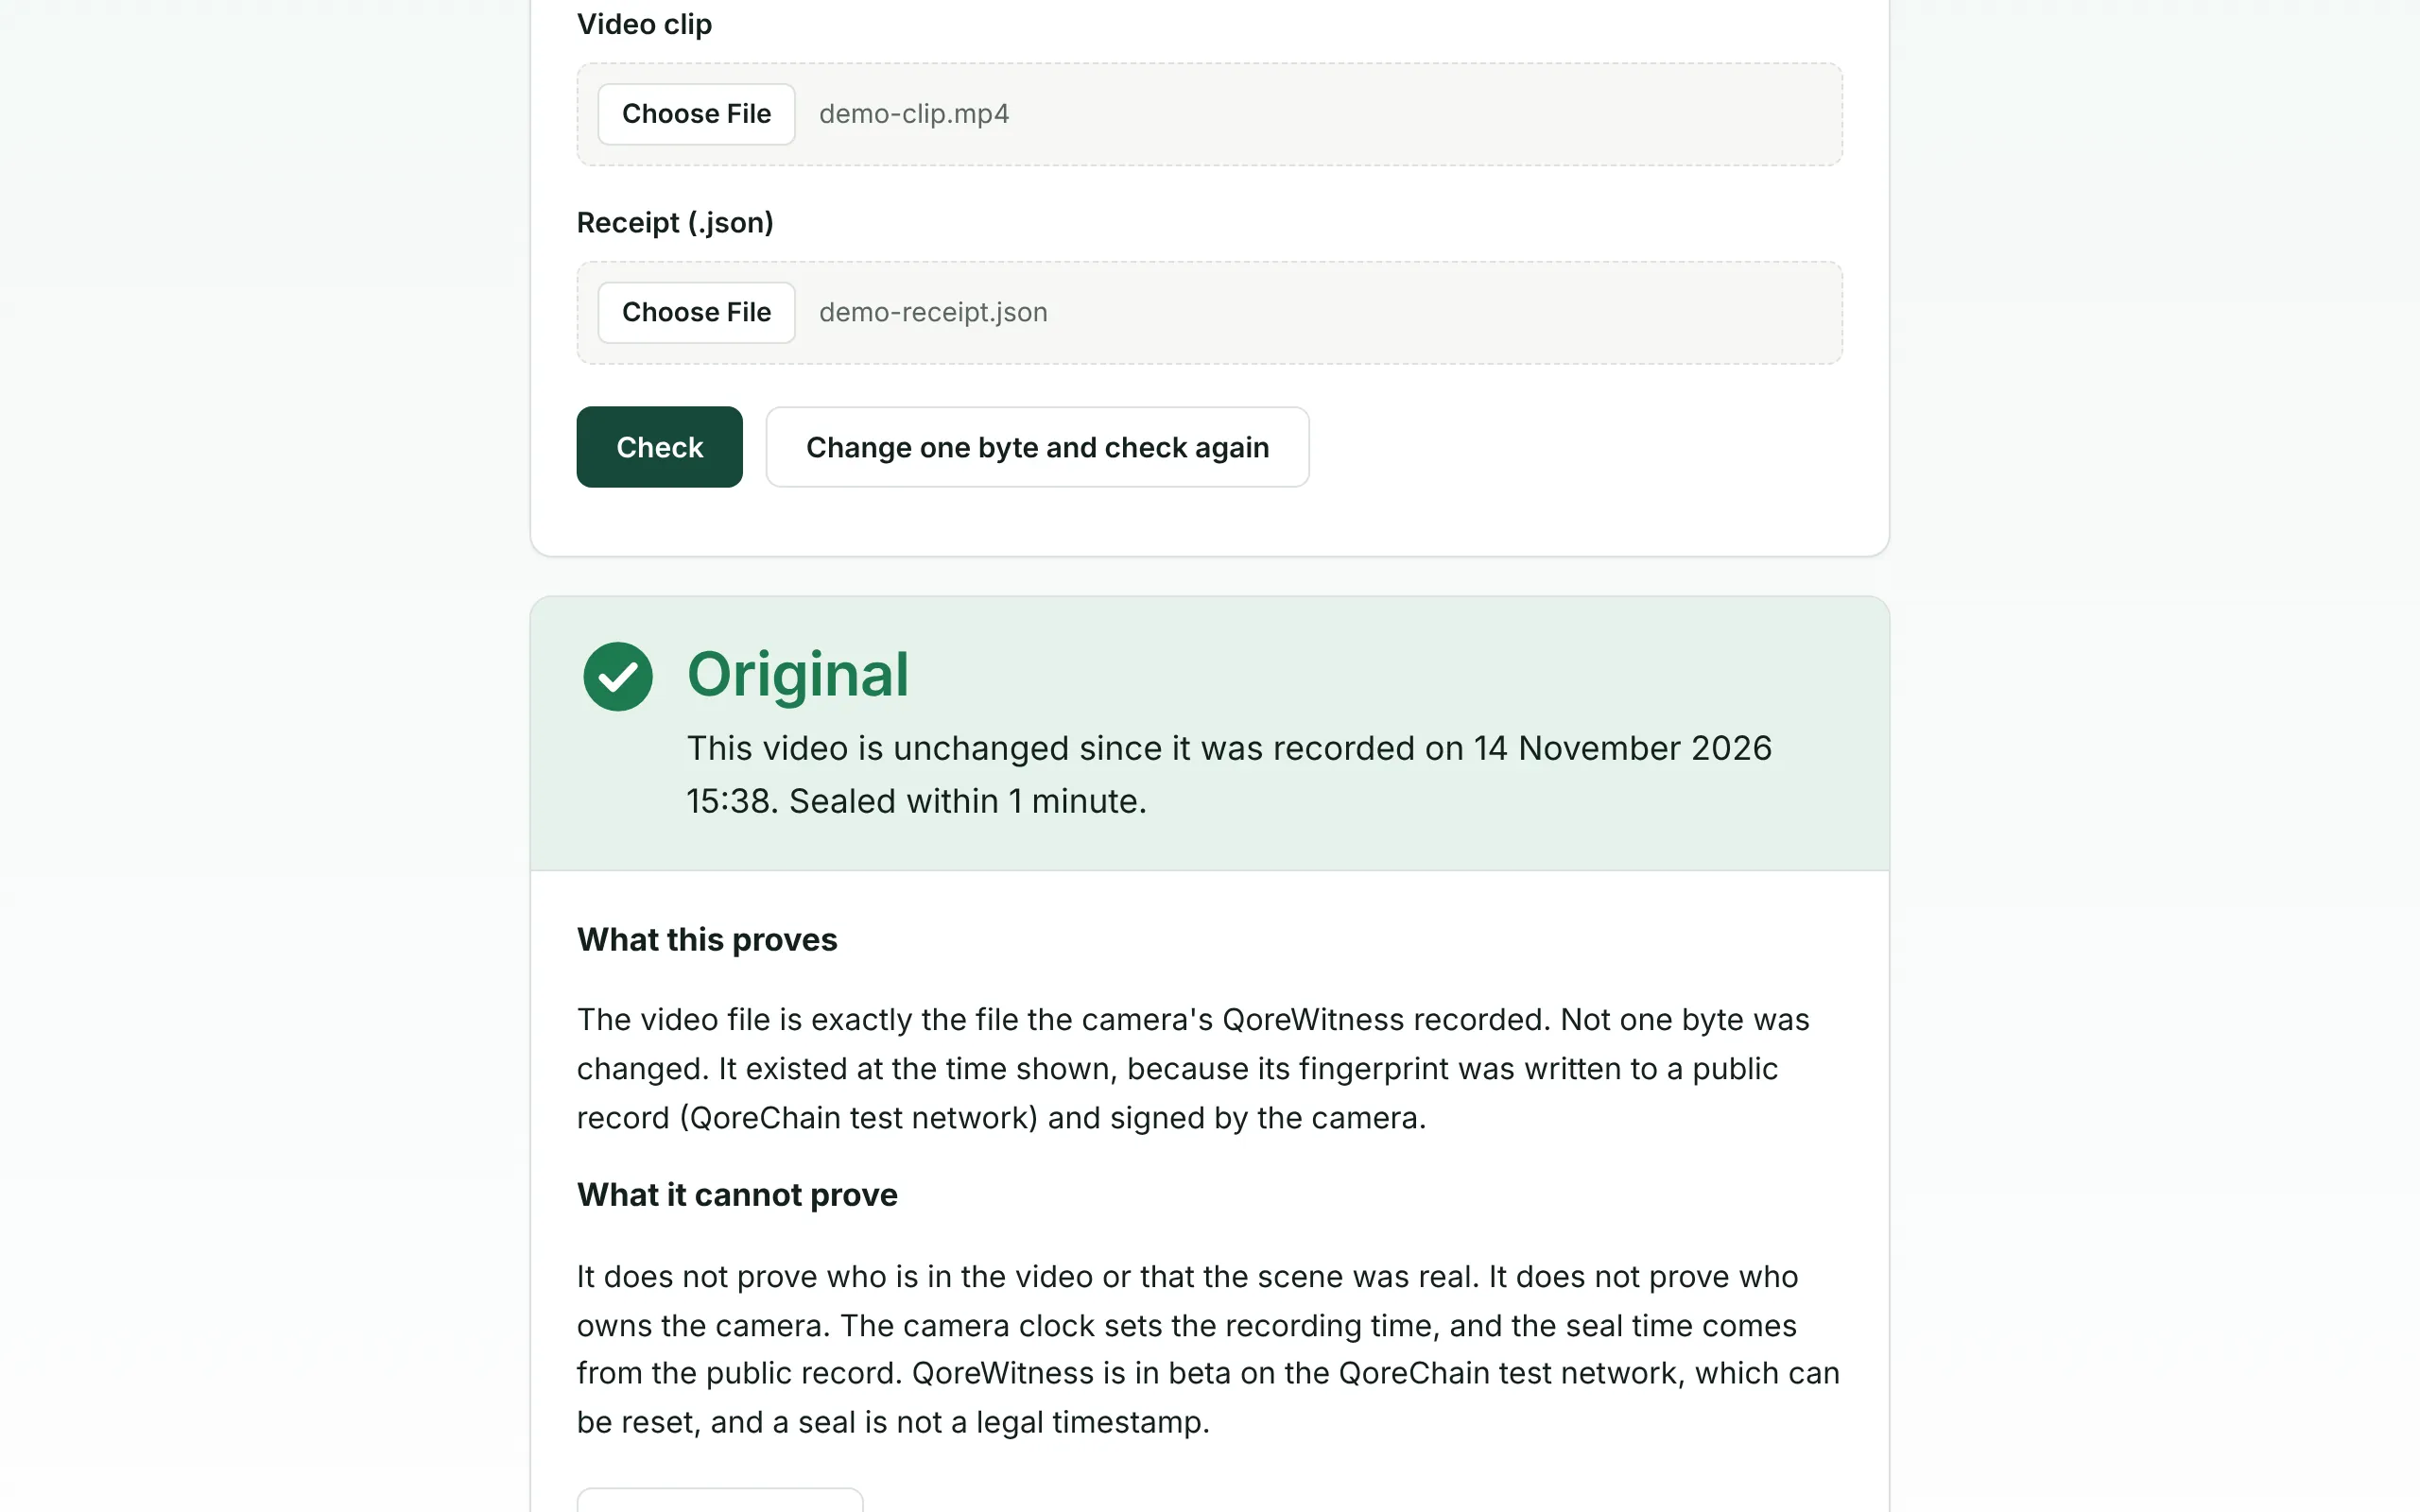 Video clip
Choose File
demo-clip.mp4
Receipt (.json)
Choose File
demo-receipt.json
Check
Change one byte and check again
Original
This video is unchanged since it was recorded on 14 November 2026
15:38. Sealed within 1 minute.
What this proves
The video file is exactly the file the camera's QoreWitness recorded. Not one byte was
changed. It existed at the time shown, because its fingerprint was written to a public
record (QoreChain test network) and signed by the camera.
What it cannot prove
It does not prove who is in the video or that the scene was real. It does not prove who
owns the camera. The camera clock sets the recording time, and the seal time comes
from the public record. QoreWitness is in beta on the QoreChain test network, which can
be reset, and a seal is not a legal timestamp.